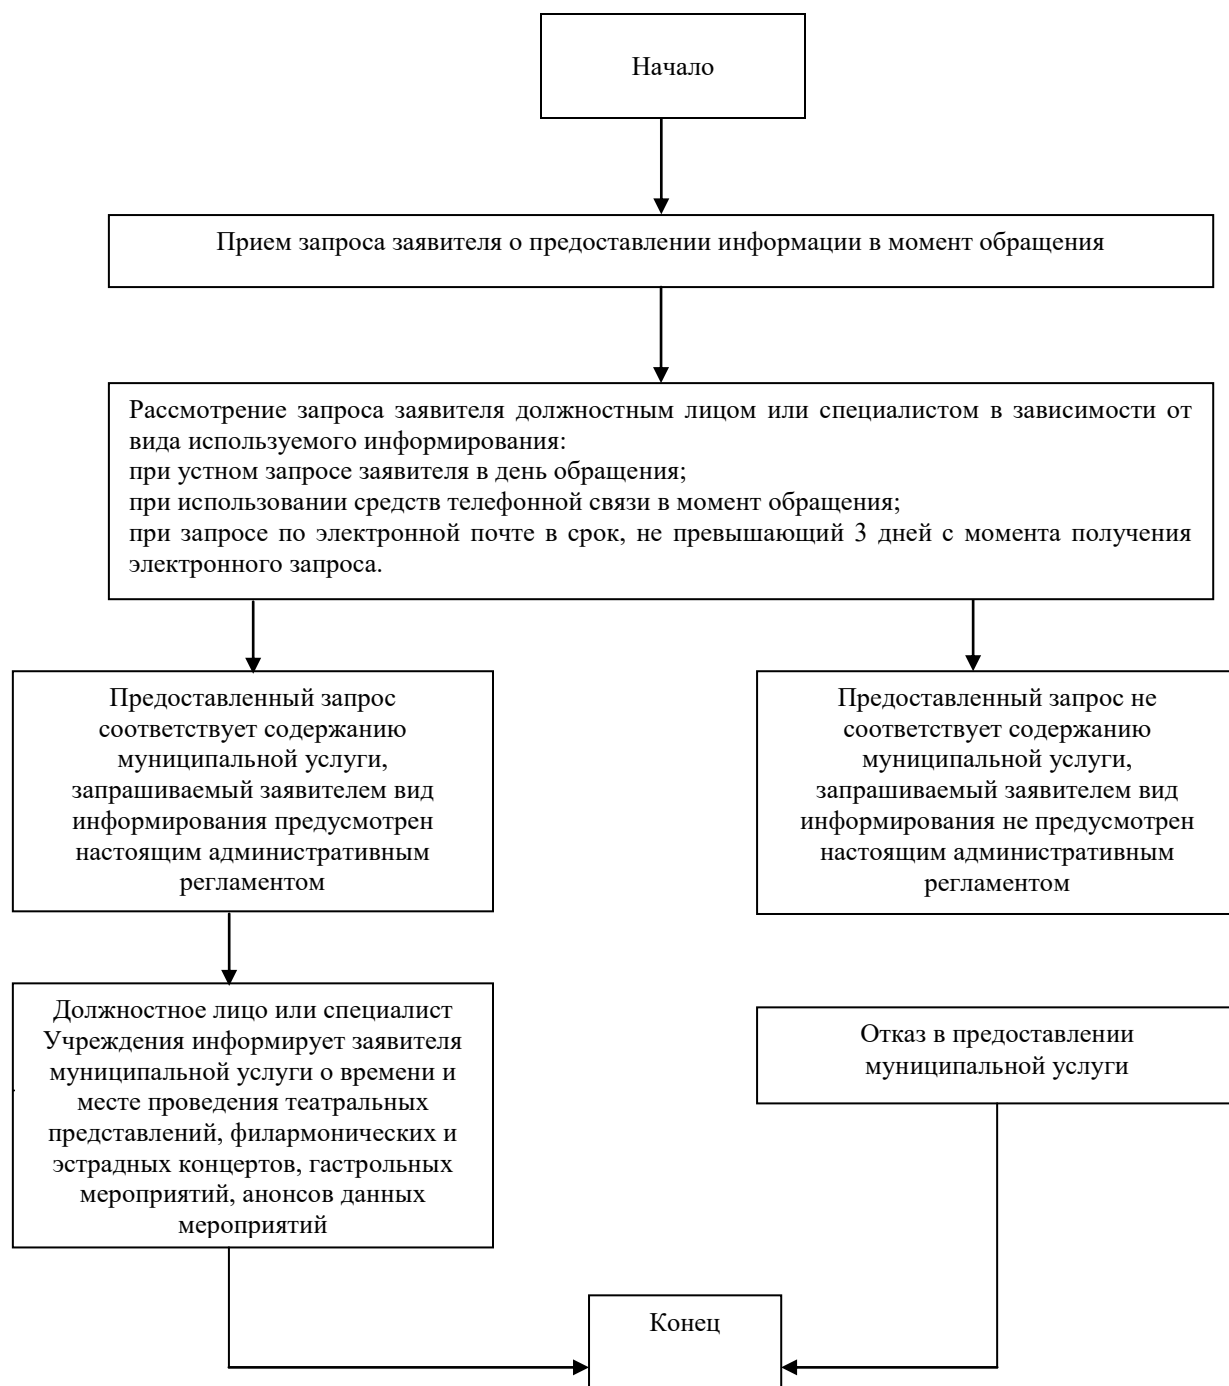 Начало
Прием запроса заявителя о предоставлении информации в момент обращения
Рассмотрение запроса заявителя должностным лицом или специалистом в зависимости от
вида используемого информирования:
при устном запросе заявителя в день обращения;
при использовании средств телефонной связи в момент обращения;
при запросе по электронной почте в срок, не превышающий 3 дней с момента получения
электронного запроса.
Предоставленный запрос
соответствует содержанию
муниципальной услуги,
запрашиваемый заявителем вид
информирования предусмотрен
настоящим административным
регламентом
Предоставленный запрос не
соответствует содержанию
муниципальной услуги,
запрашиваемый заявителем вид
информирования не предусмотрен
настоящим административным
регламентом
Должностное лицо или специалист
Учреждения информирует заявителя
муниципальной услуги о времени и
месте проведения театральных
представлений, филармонических и
эстрадных концертов, гастрольных
мероприятий, анонсов данных
мероприятий
Отказ в предоставлении
муниципальной услуги
Конец